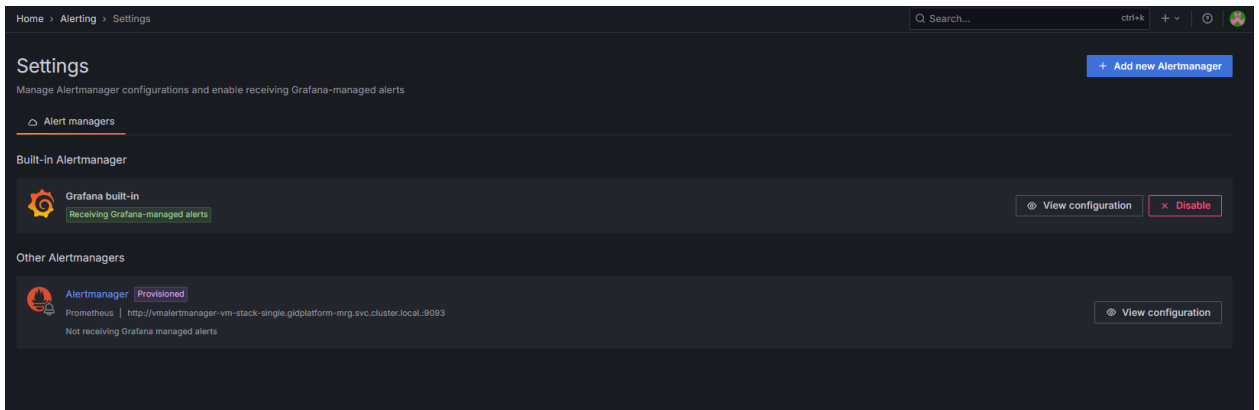 Home › Alerting › Settings
Search... ctrl+k
Settings
+ Add new Alertmanager
Manage Alertmanager configurations and enable receiving Grafana-managed alerts
Alert managers
Built-in Alertmanager
Grafana built-in
Receiving Grafana-managed alerts
View configuration
× Disable
Other Alertmanagers
Alertmanager Provisioned
Prometheus | http://vmalertmanager-vm-stack-single.gidplatform-mrg.svc.cluster.local.:9093
Not receiving Grafana managed alerts
View configuration